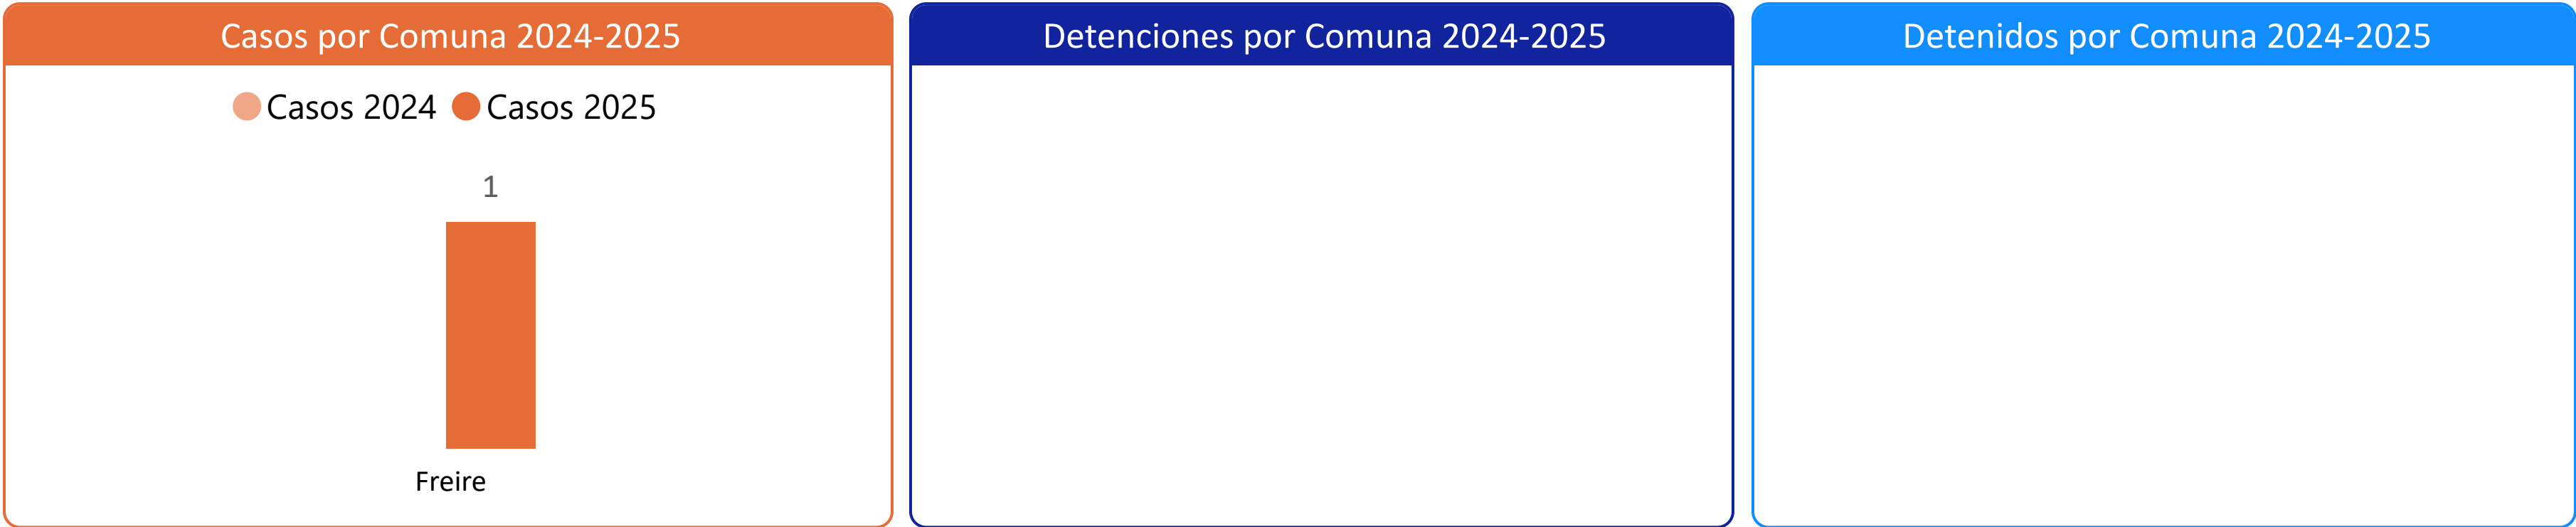 Casos por Comuna 2024-2025
Casos 2024 Casos 2025
1
Freire
Detenciones por Comuna 2024-2025
Detenidos por Comuna 2024-2025